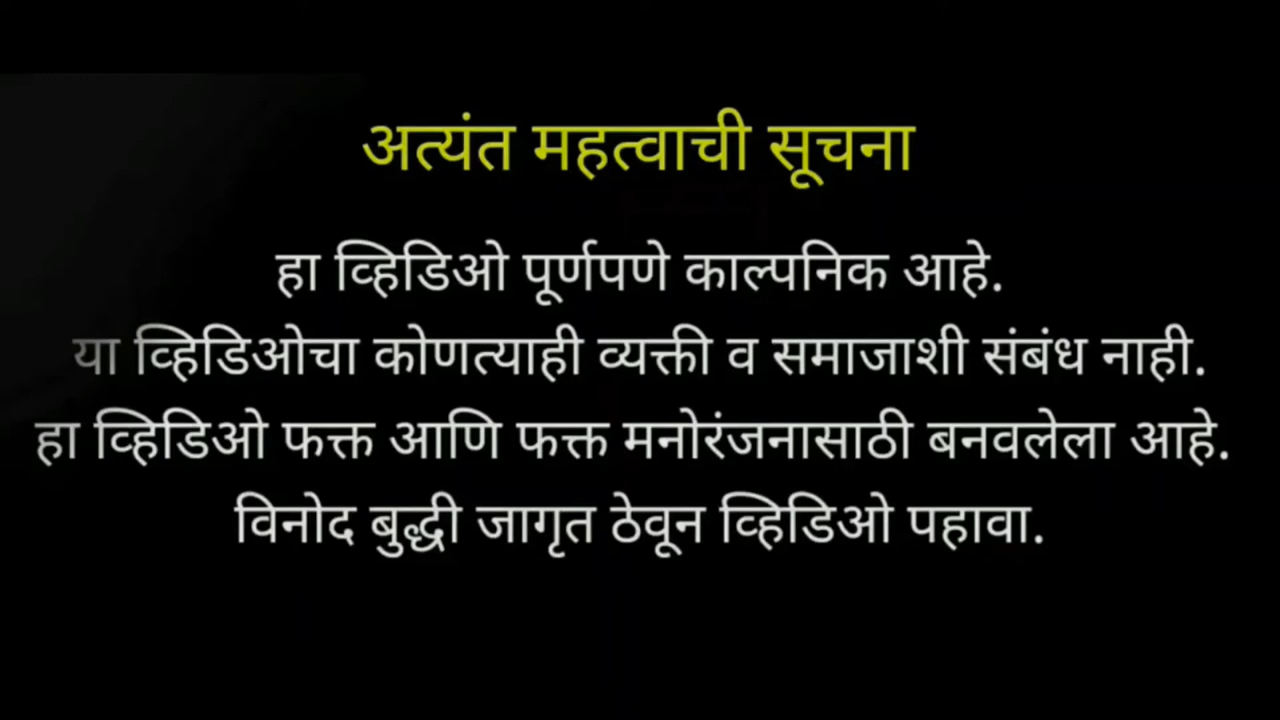 अत्यंत महत्वाची सूचना
हा व्हिडिओ पूर्णपणे काल्पनिक आहे.
या व्हिडिओचा कोणत्याही व्यक्ती व समाजाशी संबंध नाही.
हा व्हिडिओ फक्त आणि फक्त मनोरंजनासाठी बनवलेला आहे.
विनोद बुद्धी जागृत ठेवून व्हिडिओ पहावा.